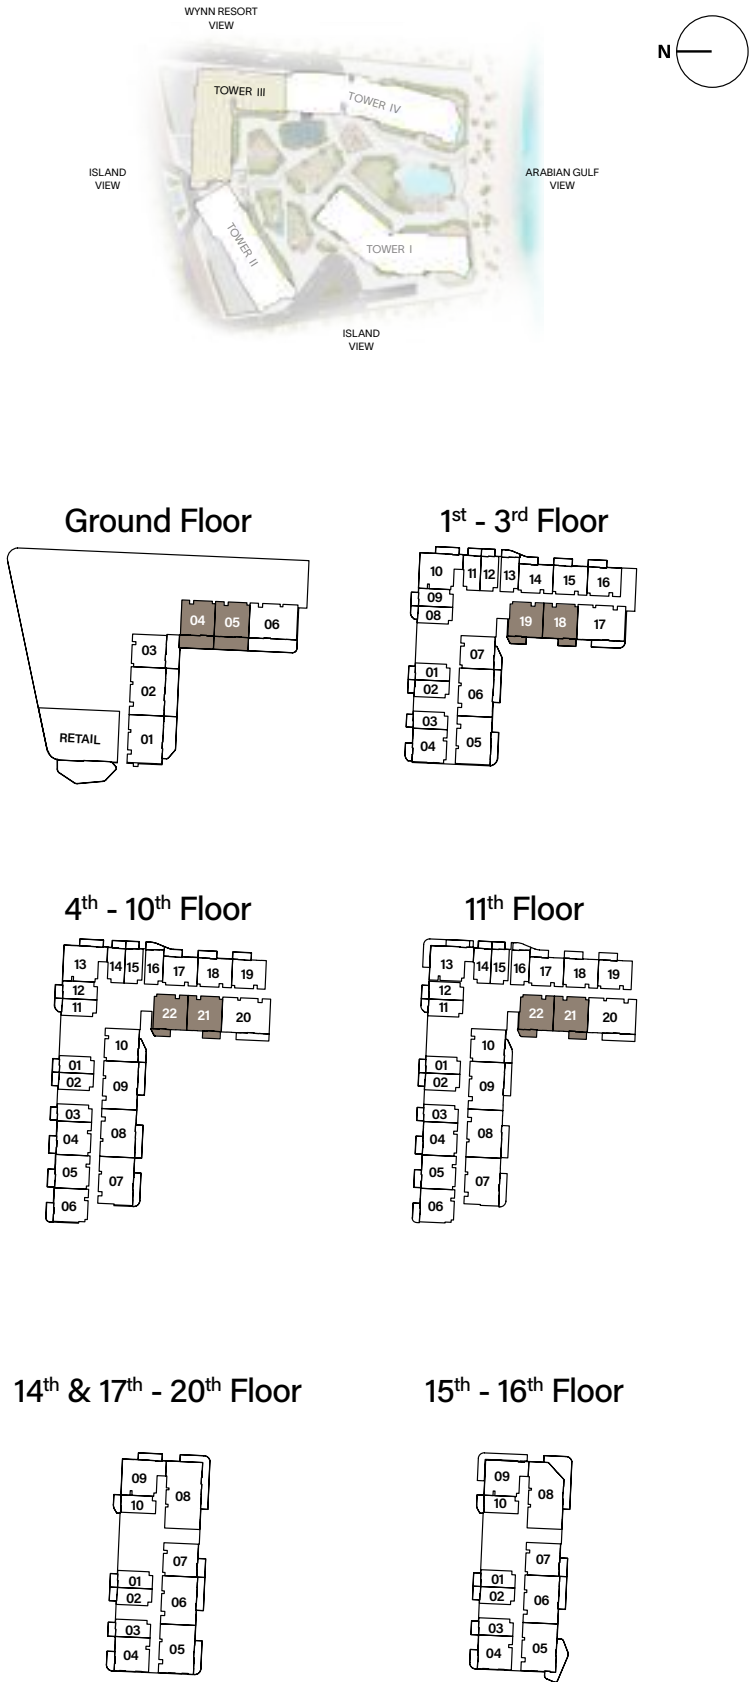 WYNN RESORT
VIEW
N
TOWER III
TOWER IV
ISLAND
VIEW
ARABIAN GULF
VIEW
TOWER II
TOWER I
ISLAND
VIEW
Ground Floor
04 05 06
03
02
RETAIL 01
1st - 3rd Floor
10 11 12 13 14 15 16
09
08
19 18 17
07
01
02 06
03
04 05
4th - 10th Floor
13 14 15 16 17 18 19
12
11
22 21 20
10
01
02 09
03
04 08
05
07
06
11th Floor
13 14 15 16 17 18 19
12
11
22 21 20
10
01
02 09
03
04 08
05
07
06
14th & 17th - 20th Floor
09
10 08
07
01
02 06
03
04 05
15th - 16th Floor
09
10 08
07
01
02 06
03
04 05